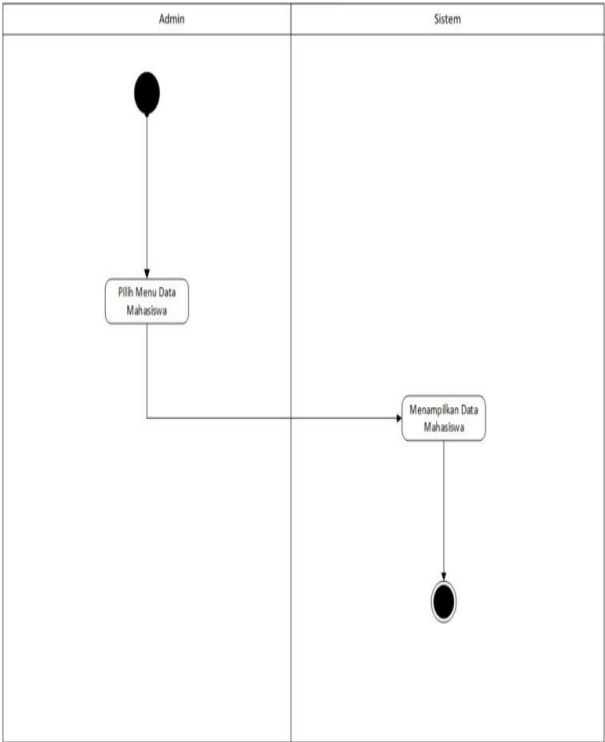 Admin
Sistem
Pilih Menu Data
Mahasiswa
Menampilkan Data
Mahasiswa